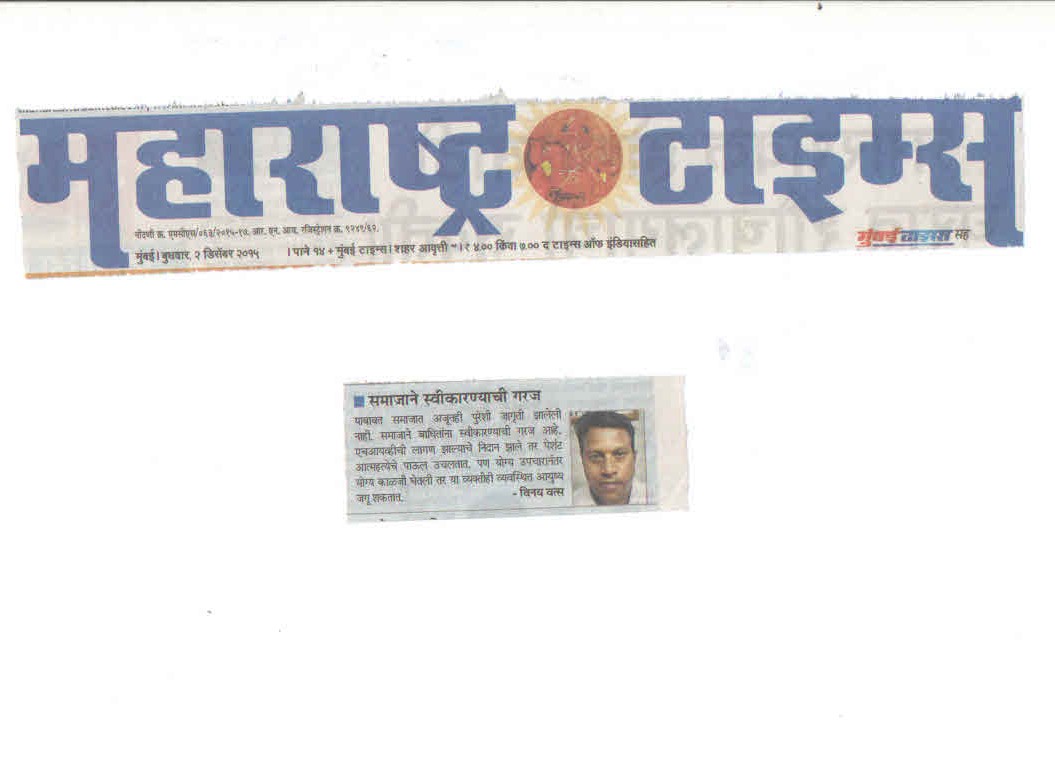 महाराष्ट्र टाइम्स
नोंदणी क्र. एमसीएस/०६३/२०१५-१७. आर. एन. आय. रजिस्ट्रेशन क्र. ९२४९/६२.
मुंबई। बुधवार, २ डिसेंबर २०१५ । पाने १४ + मुंबई टाइम्स। शहर आवृत्ती । ₹ ४.०० किंवा ७.०० द टाइम्स ऑफ इंडियासहित
मुंबई टाइम्स सह
समाजाने स्वीकारण्याची गरज
याबाबत समाजात अजूनही पुरेशी जागृती झालेली
नाही. समाजाने बाधितांना स्वीकारण्याची गरज आहे.
एचआयव्हीची लागण झाल्याचे निदान झाले तर पेशंट
आत्महत्येचे पाऊल उचलतात. पण योग्य उपचारानंतर
योग्य काळजी घेतली तर या व्यक्तीही व्यवस्थित आयुष्य
जगू शकतात.
- विनय वत्स